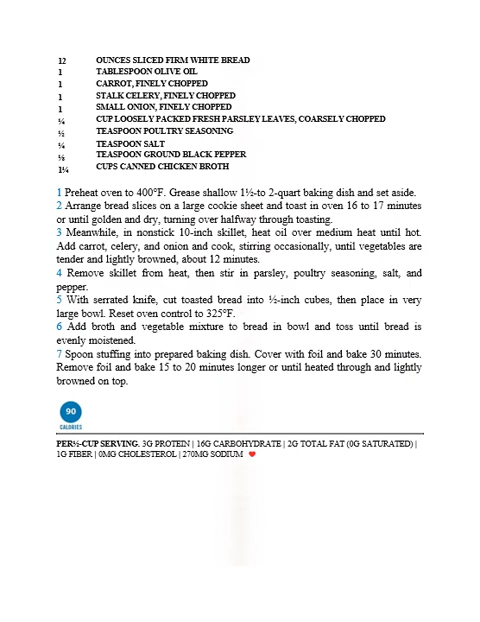 12 OUNCES SLICED FIRM WHITE BREAD
1 TABLESPOON OLIVE OIL
1 CARROT, FINELY CHOPPED
1 STALK CELERY, FINELY CHOPPED
1 SMALL ONION, FINELY CHOPPED
¼ CUP LOOSELY PACKED FRESH PARSLEY LEAVES, COARSELY CHOPPED
½ TEASPOON POULTRY SEASONING
¼ TEASPOON SALT
⅛ TEASPOON GROUND BLACK PEPPER
1¼ CUPS CANNED CHICKEN BROTH
1 Preheat oven to 400°F. Grease shallow 1½-to 2-quart baking dish and set aside.
2 Arrange bread slices on a large cookie sheet and toast in oven 16 to 17 minutes
or until golden and dry, turning over halfway through toasting.
3 Meanwhile, in nonstick 10-inch skillet, heat oil over medium heat until hot.
Add carrot, celery, and onion and cook, stirring occasionally, until vegetables are
tender and lightly browned, about 12 minutes.
4 Remove skillet from heat, then stir in parsley, poultry seasoning, salt, and
pepper.
5 With serrated knife, cut toasted bread into ½-inch cubes, then place in very
large bowl. Reset oven control to 325°F.
6 Add broth and vegetable mixture to bread in bowl and toss until bread is
evenly moistened.
7 Spoon stuffing into prepared baking dish. Cover with foil and bake 30 minutes.
Remove foil and bake 15 to 20 minutes longer or until heated through and lightly
browned on top.
90
CALORIES
PER½-CUP SERVING. 3G PROTEIN | 16G CARBOHYDRATE | 2G TOTAL FAT (0G SATURATED) |
1G FIBER | 0MG CHOLESTEROL | 270MG SODIUM